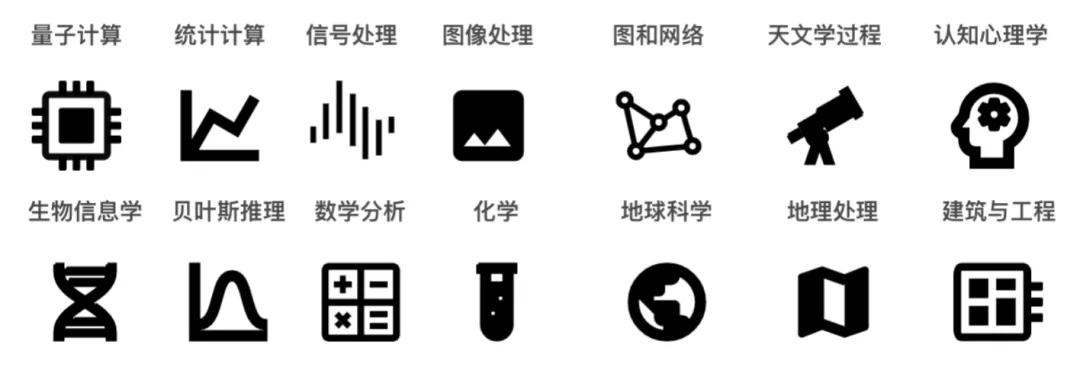 量子计算 统计计算 信号处理 图像处理 图和网络 天文学过程 认知心理学
生物信息学 贝叶斯推理 数学分析 化学 地球科学 地理处理 建筑与工程